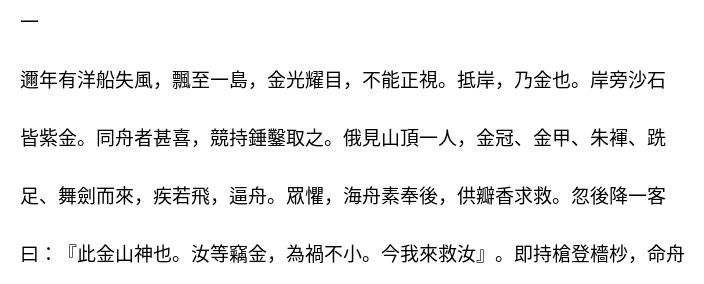 一
邇年有洋船失風，飄至一島，金光耀目，不能正視。抵岸，乃金也。岸旁沙石
皆紫金。同舟者甚喜，競持錘鑿取之。俄見山頂一人，金冠、金甲、朱褌、跣
足、舞劍而來，疾若飛，逼舟。眾懼，海舟素奉後，供瓣香求救。忽後降一客
曰：『此金山神也。汝等竊金，為禍不小。今我來救汝』。即持槍登檣杪，命舟